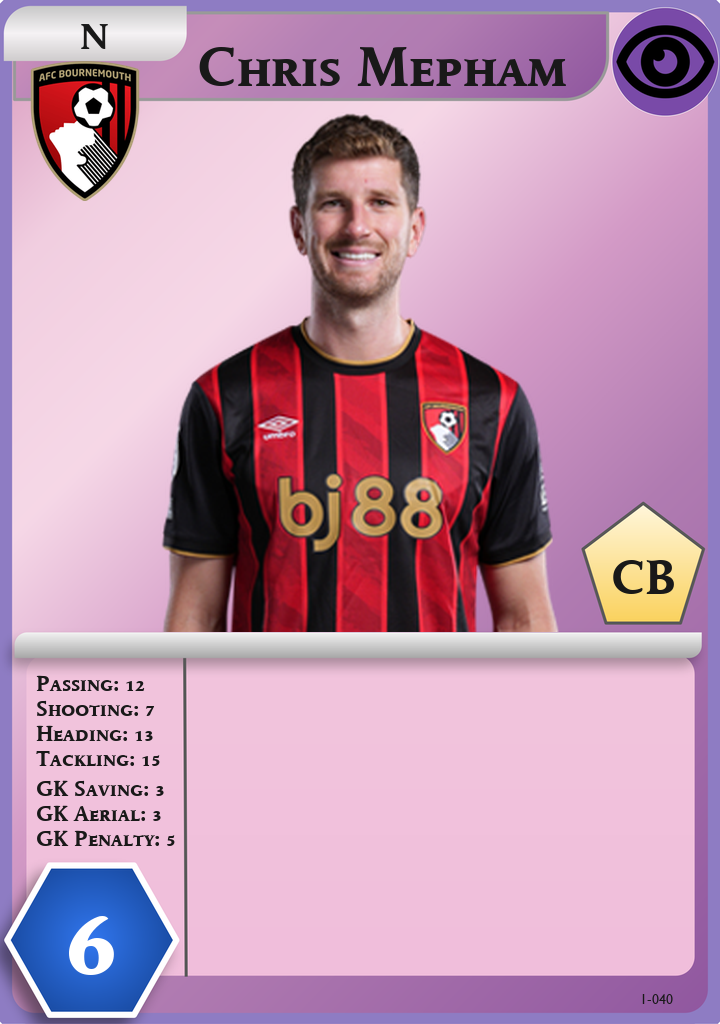 N
Chris Mepham
AFC BOURNEMOUTH
umbro
bj88
CB
Passing: 12
Shooting: 7
Heading: 13
Tackling: 15
GK Saving: 3
GK Aerial: 3
GK Penalty: 5
6
1-040